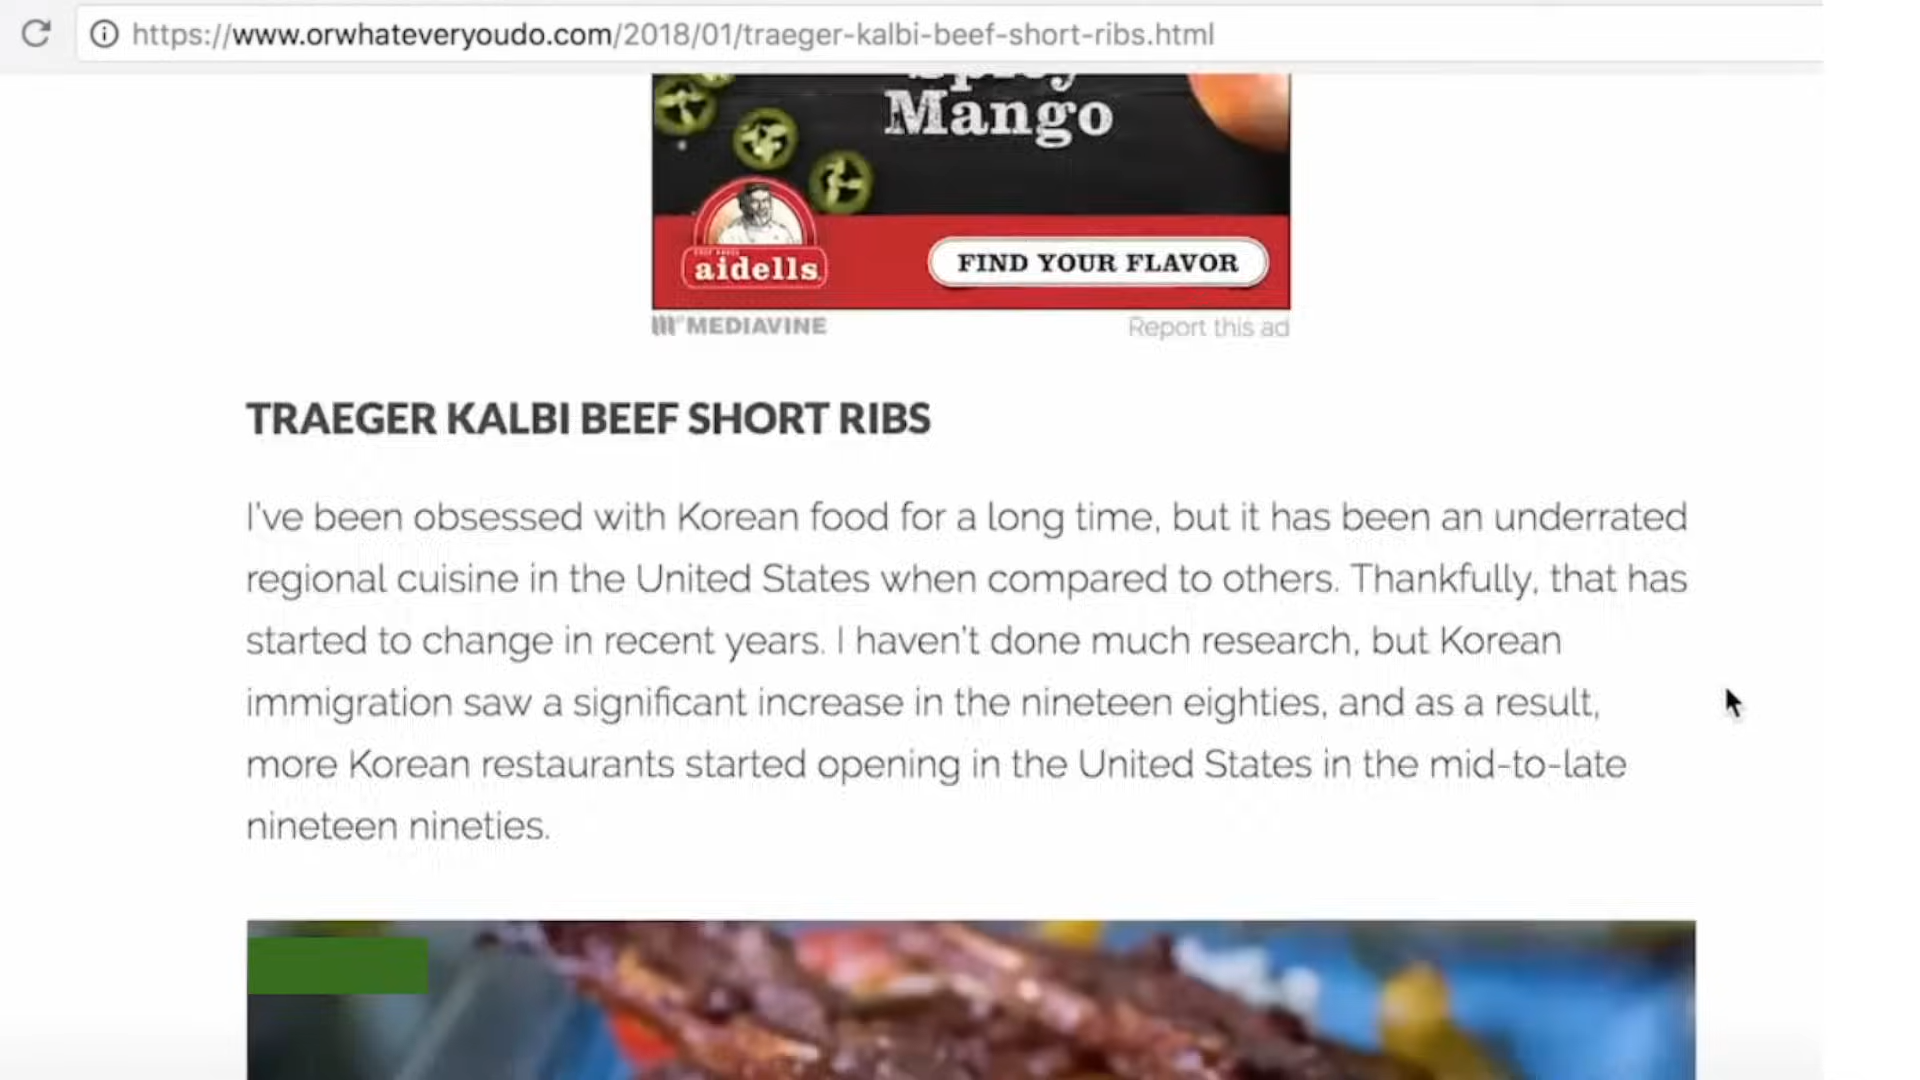 https://www.orwhateveryoudo.com/2018/01/traeger-kalbi-beef-short-ribs.html
Spicy
Mango
aidells
FIND YOUR FLAVOR
MEDIAVINE
Report this ad
TRAEGER KALBI BEEF SHORT RIBS
I've been obsessed with Korean food for a long time, but it has been an underrated
regional cuisine in the United States when compared to others. Thankfully, that has
started to change in recent years. I haven't done much research, but Korean
immigration saw a significant increase in the nineteen eighties, and as a result,
more Korean restaurants started opening in the United States in the mid-to-late
nineteen nineties.